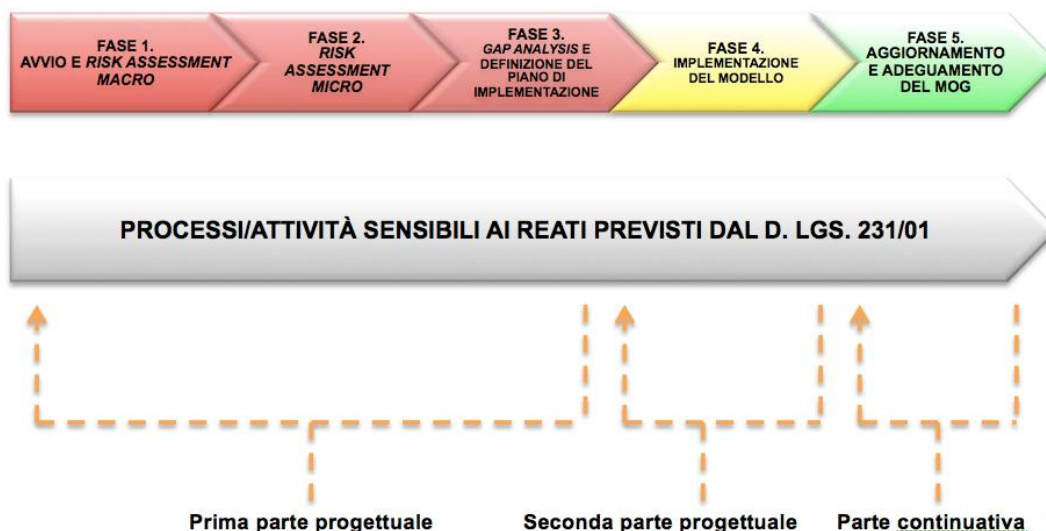 FASE 1.
AVVIO E RISK ASSESSMENT
MACRO
FASE 2.
RISK
ASSESSMENT
MICRO
FASE 3.
GAP ANALYSIS E
DEFINIZIONE DEL
PIANO DI
IMPLEMENTAZIONE
FASE 4.
IMPLEMENTAZIONE
DEL MODELLO
FASE 5.
AGGIORNAMENTO
E ADEGUAMENTO
DEL MOG
PROCESSI/ATTIVITÀ SENSIBILI AI REATI PREVISTI DAL D. LGS. 231/01
Prima parte progettuale
Seconda parte progettuale
Parte continuativa